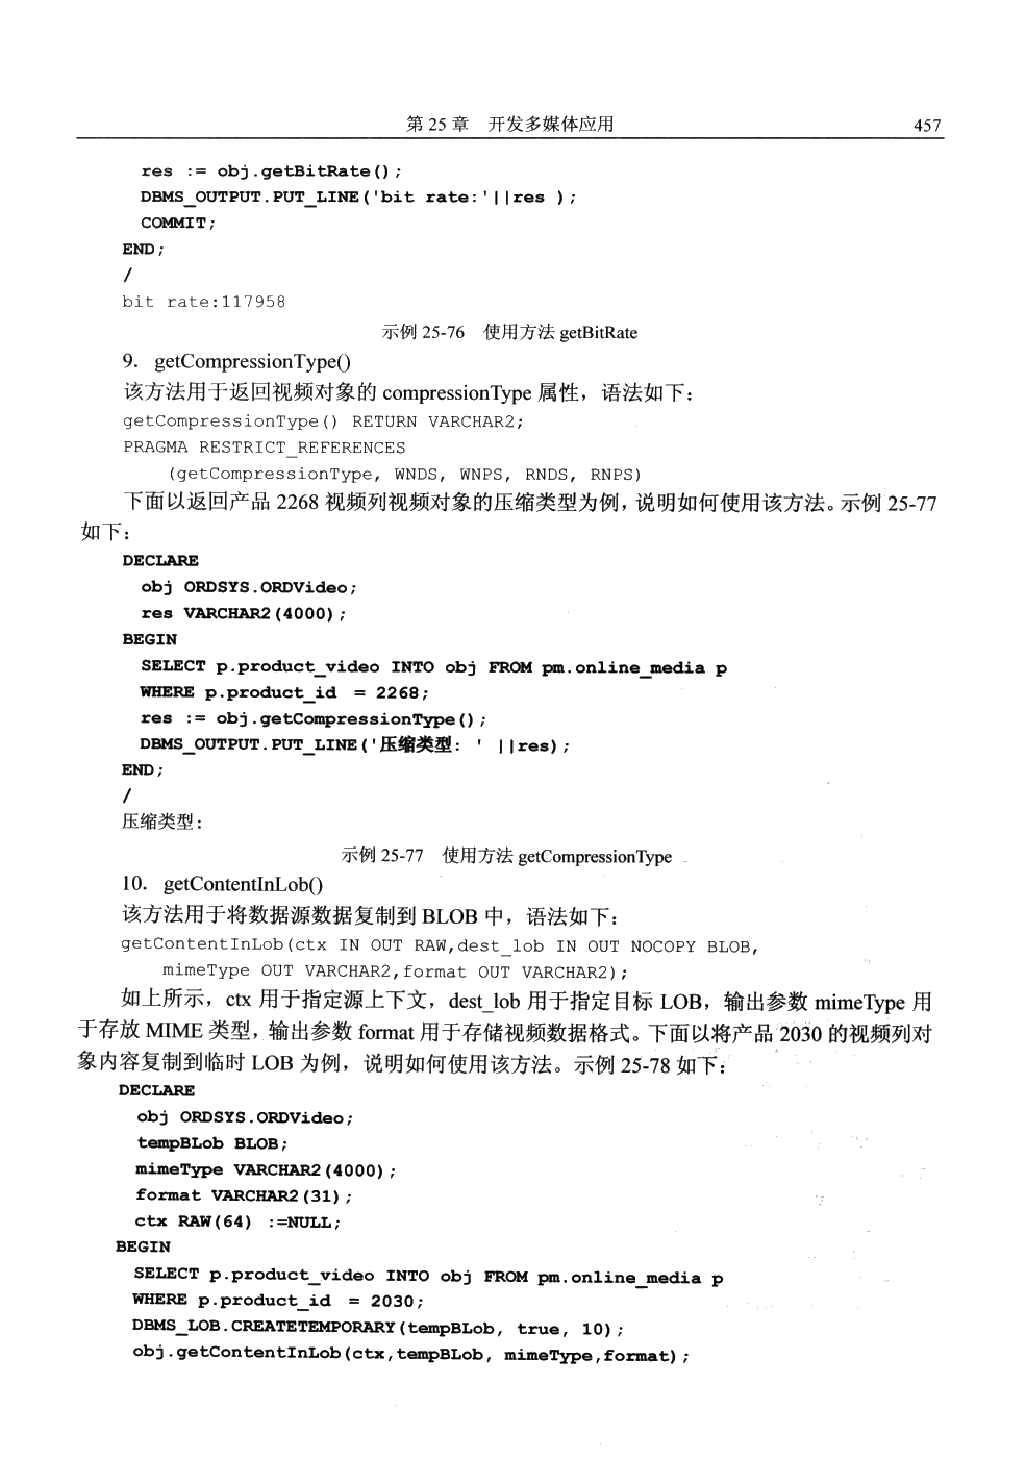 第 25 章 开发多媒体应用 457
res := obj.getBitRate();
DBMS_OUTPUT.PUT_LINE('bit rate:'||res );
COMMIT;
END;
/
bit rate:117958
示例 25-76 使用方法 getBitRate
9. getCompressionType()
该方法用于返回视频对象的 compressionType 属性，语法如下：
getCompressionType() RETURN VARCHAR2;
PRAGMA RESTRICT_REFERENCES
(getCompressionType, WNDS, WNPS, RNDS, RNPS)
下面以返回产品 2268 视频列视频对象的压缩类型为例，说明如何使用该方法。示例 25-77
如下：
DECLARE
obj ORDSYS.ORDVideo;
res VARCHAR2(4000);
BEGIN
SELECT p.product_video INTO obj FROM pm.online_media p
WHERE p.product_id = 2268;
res := obj.getCompressionType();
DBMS_OUTPUT.PUT_LINE('压缩类型: ' ||res);
END;
/
压缩类型:
示例 25-77 使用方法 getCompressionType
10. getContentInLob()
该方法用于将数据源数据复制到 BLOB 中，语法如下：
getContentInLob(ctx IN OUT RAW,dest_lob IN OUT NOCOPY BLOB,
mimeType OUT VARCHAR2,format OUT VARCHAR2);
如上所示，ctx 用于指定源上下文，dest_lob 用于指定目标 LOB，输出参数 mimeType 用
于存放 MIME 类型，输出参数 format 用于存储视频数据格式。下面以将产品 2030 的视频列对
象内容复制到临时 LOB 为例，说明如何使用该方法。示例 25-78 如下：
DECLARE
obj ORDSYS.ORDVideo;
tempBLob BLOB;
mimeType VARCHAR2(4000);
format VARCHAR2(31);
ctx RAW(64) :=NULL;
BEGIN
SELECT p.product_video INTO obj FROM pm.online_media p
WHERE p.product_id = 2030;
DBMS_LOB.CREATETEMPORARY(tempBLob, true, 10);
obj.getContentInLob(ctx,tempBLob, mimeType,format);